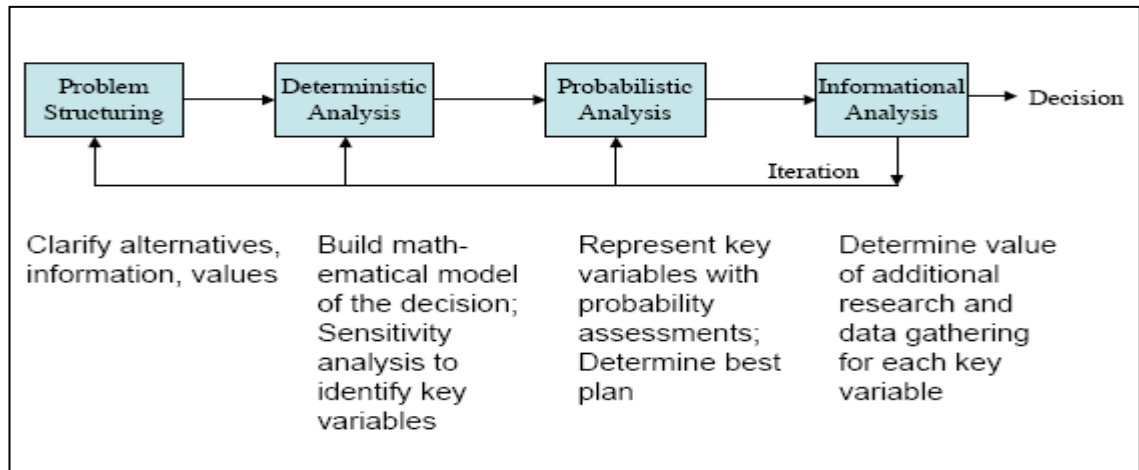 Problem
Structuring
Deterministic
Analysis
Probabilistic
Analysis
Informational
Analysis
Decision
Iteration
Clarify alternatives,
information, values
Build math-
ematical model
of the decision;
Sensitivity
analysis to
identify key
variables
Represent key
variables with
probability
assessments;
Determine best
plan
Determine value
of additional
research and
data gathering
for each key
variable